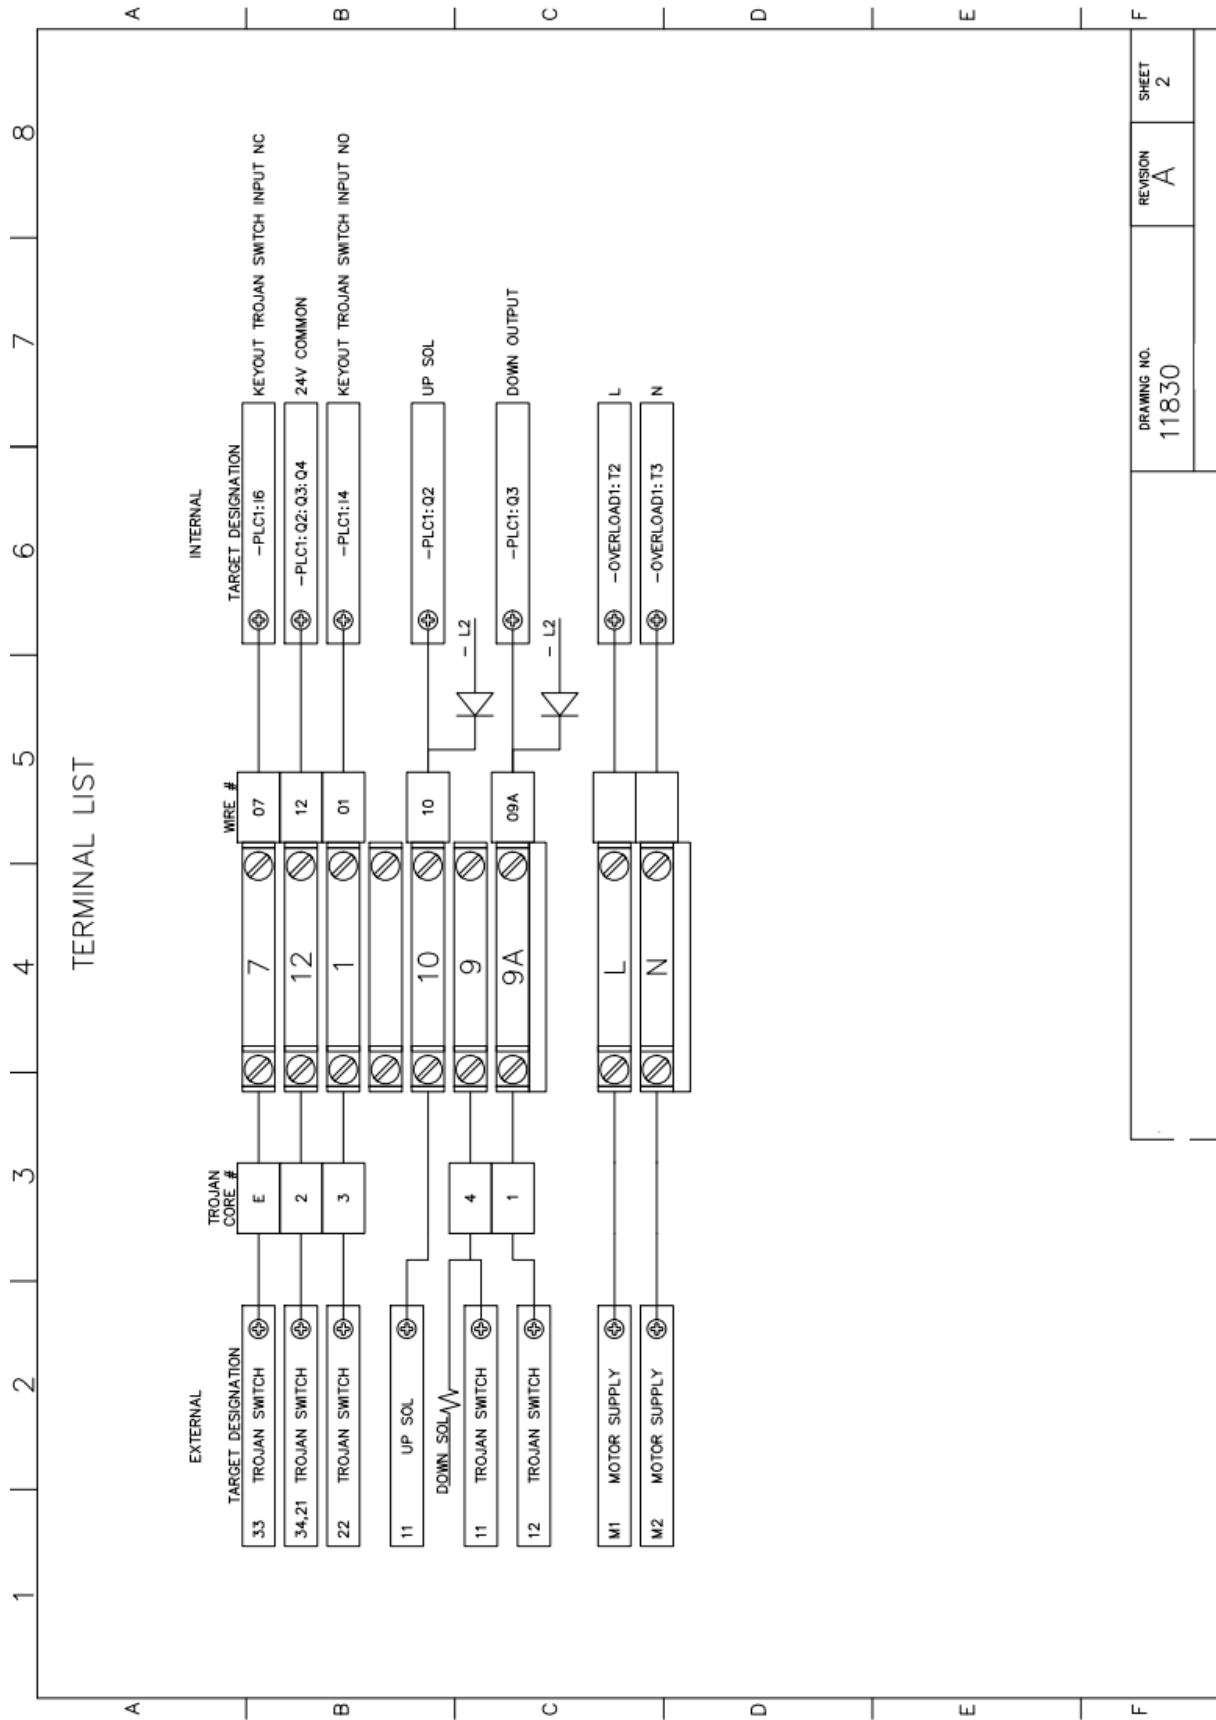 1 2 3 4 5 6 7 8
A A
B B
C C
D D
E E
F F
TERMINAL LIST
EXTERNAL
INTERNAL
TARGET DESIGNATION
TROJAN
CORE #
WIRE #
TARGET DESIGNATION
33 TROJAN SWITCH E 7 07 -PLC1:I6 KEYOUT TROJAN SWITCH INPUT NC
34,21 TROJAN SWITCH 2 12 12 -PLC1:Q2:Q3:Q4 24V COMMON
22 TROJAN SWITCH 3 1 01 -PLC1:I4 KEYOUT TROJAN SWITCH INPUT NO
11 UP SOL 10 10 -PLC1:Q2 UP SOL
DOWN SOL
- L2
11 TROJAN SWITCH 4 9
12 TROJAN SWITCH 1 9A 09A -PLC1:Q3 DOWN OUTPUT
- L2
M1 MOTOR SUPPLY L -OVERLOAD1:T2 L
M2 MOTOR SUPPLY N -OVERLOAD1:T3 N
DRAWING NO.
11830
REVISION
A
SHEET
2